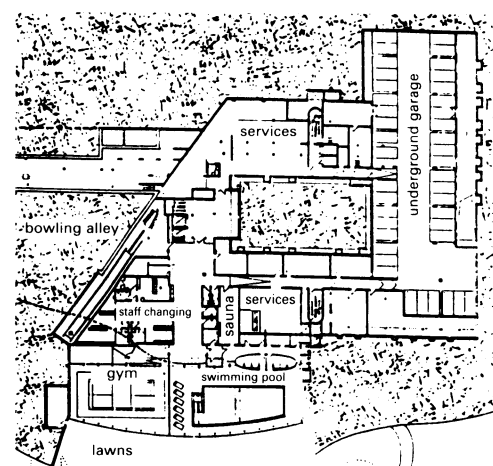 services
underground garage
bowling alley
staff changing
sauna
services
gym
swimming pool
lawns